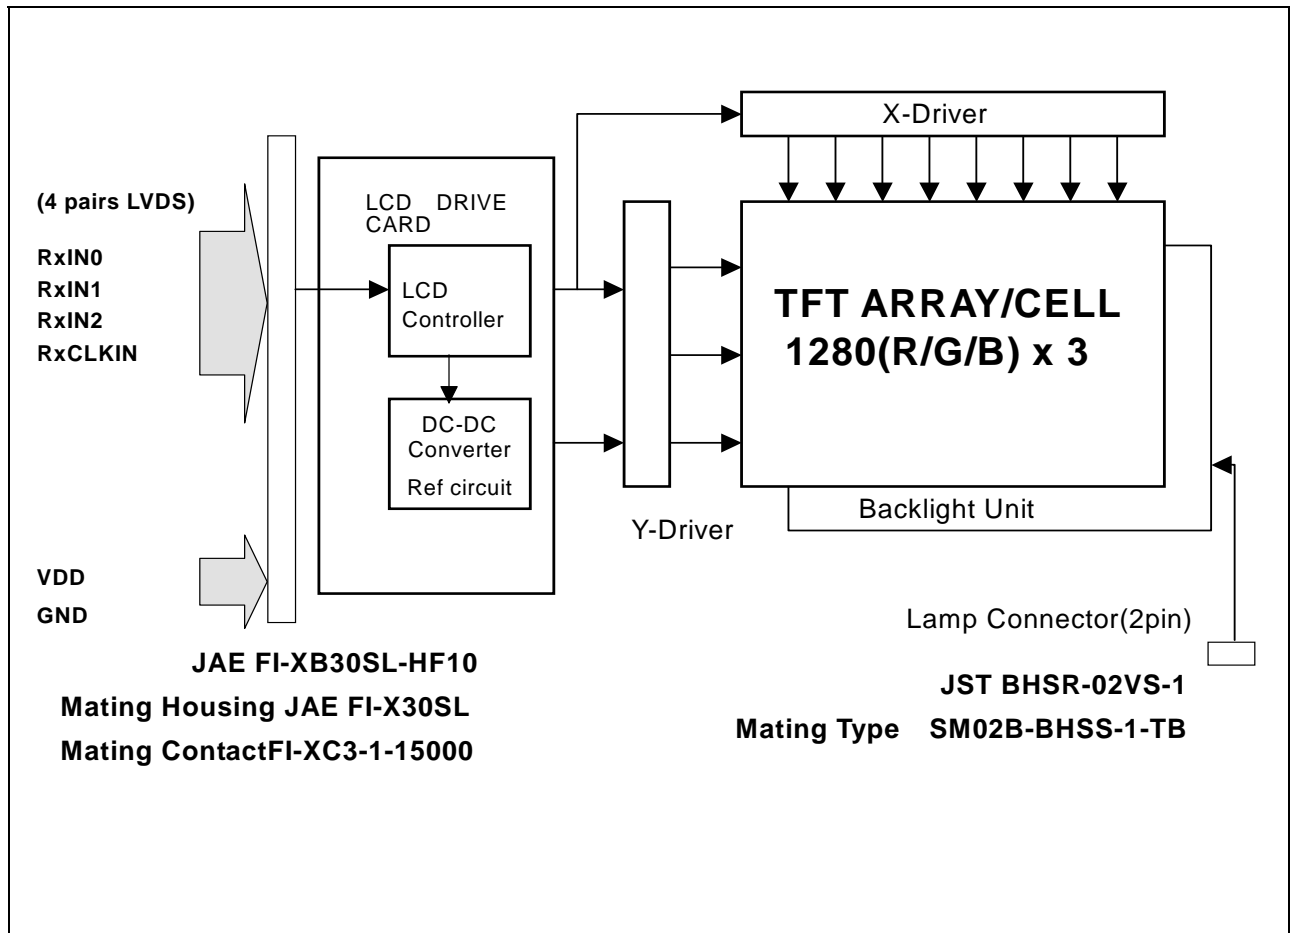 X-Driver
(4 pairs LVDS)
RxIN0
RxIN1
RxIN2
RxCLKIN
LCD DRIVE
CARD
LCD
Controller
DC-DC
Converter
Ref circuit
TFT ARRAY/CELL
1280(R/G/B) x 3
Backlight Unit
Y-Driver
VDD
GND
JAE FI-XB30SL-HF10
Mating Housing JAE FI-X30SL
Mating ContactFI-XC3-1-15000
Lamp Connector(2pin)
JST BHSR-02VS-1
Mating Type SM02B-BHSS-1-TB